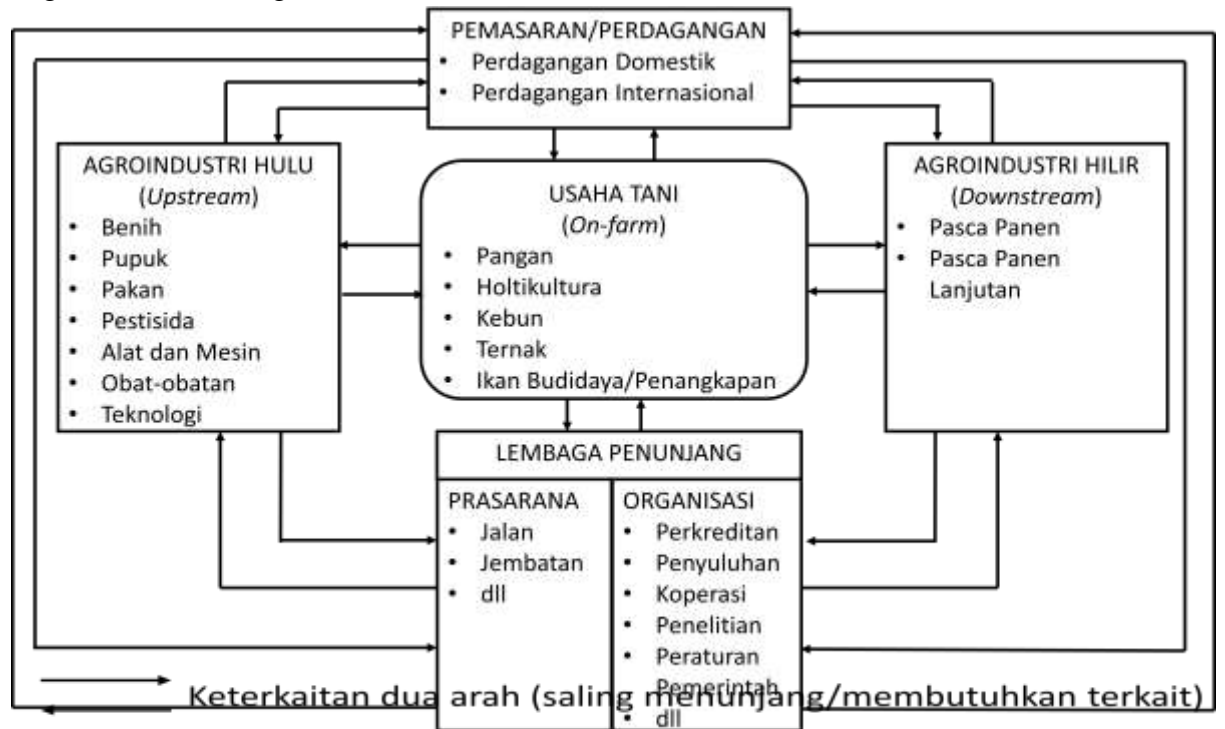 PEMASARAN/PERDAGANGAN
• Perdagangan Domestik
• Perdagangan Internasional
AGROINDUSTRI HULU
(Upstream)
• Benih
• Pupuk
• Pakan
• Pestisida
• Alat dan Mesin
• Obat-obatan
• Teknologi
USAHA TANI
(On-farm)
• Pangan
• Holtikultura
• Kebun
• Ternak
• Ikan Budidaya/Penangkapan
AGROINDUSTRI HILIR
(Downstream)
• Pasca Panen
• Pasca Panen
Lanjutan
LEMBAGA PENUNJANG
PRASARANA
• Jalan
• Jembatan
• dll
ORGANISASI
• Perkreditan
• Penyuluhan
• Koperasi
• Penelitian
• Peraturan
Pemerintah
• dll
Keterkaitan dua arah (saling menunjang/membutuhkan terkait)